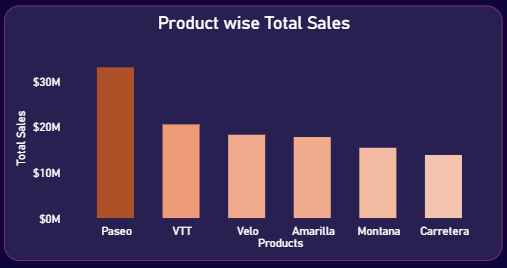 Product wise Total Sales
Total Sales
$30M
$20M
$10M
$0M
Paseo VTT Velo Amarilla Montana Carretera
Products